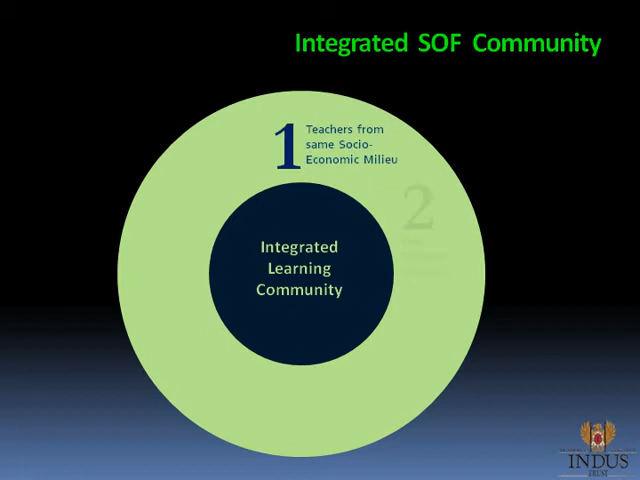 Integrated SOF Community
1
Teachers from
same Socio-
Economic Milieu
2
Integrated
Learning
Community
INDUS
TRUST